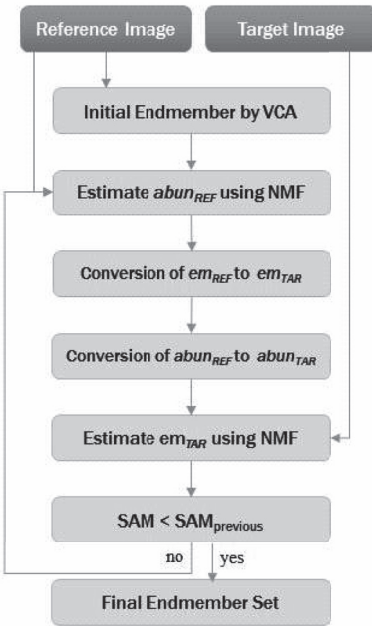 Reference Image
Target Image
Initial Endmember by VCA
Estimate abunREF using NMF
Conversion of emREF to emTAR
Conversion of abunREF to abunTAR
Estimate emTAR using NMF
SAM < SAMprevious
no
yes
Final Endmember Set